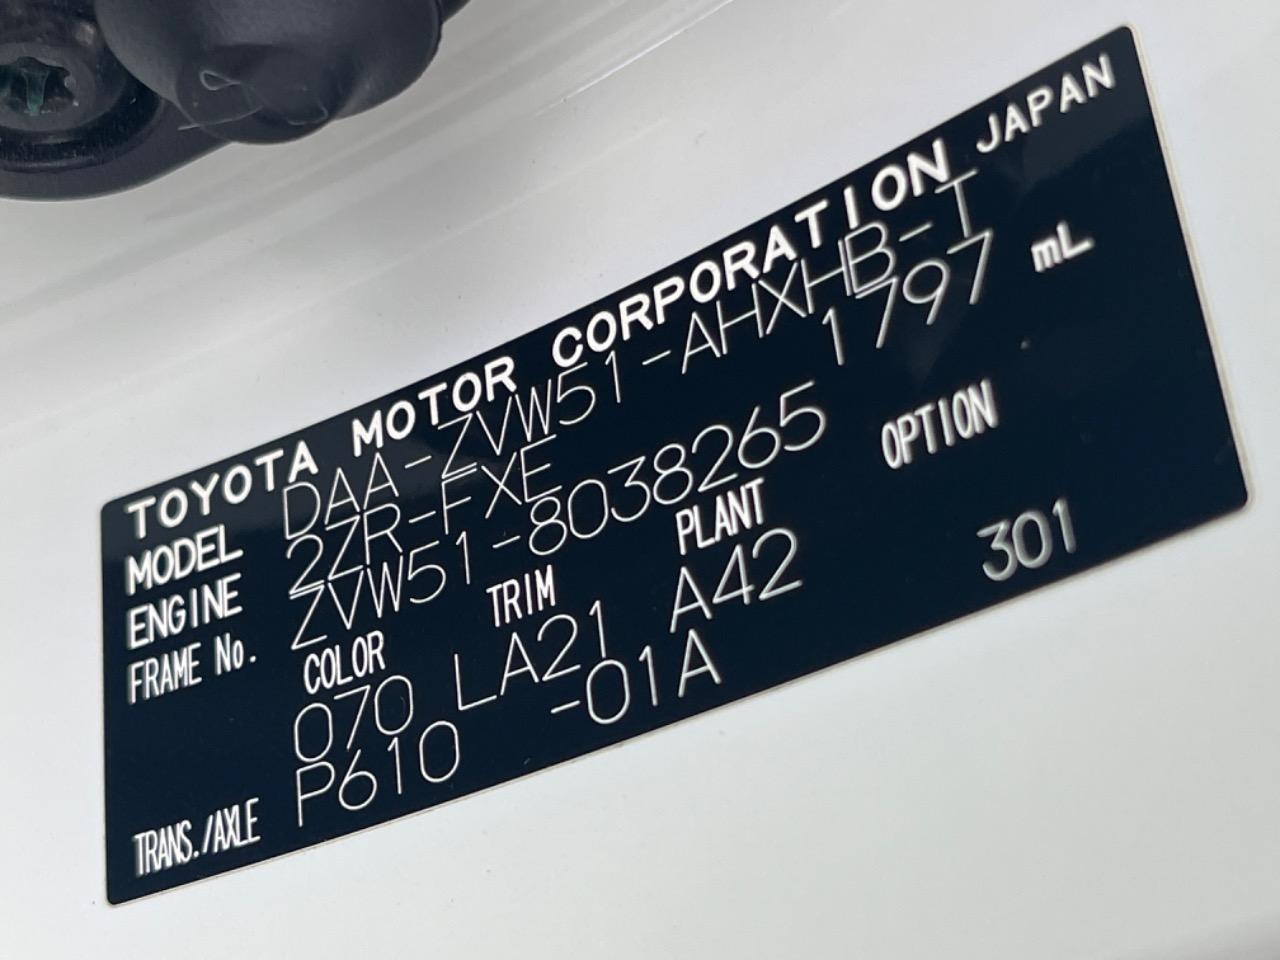 TOYOTA MOTOR CORPORATION JAPAN
MODEL DAA-ZVW51-AHXHB-T
ENGINE 2ZR-FXE 1797 mL
FRAME No. ZVW51-8038265
COLOR TRIM PLANT OPTION
070 LA21 A42 301
TRANS./AXLE P610 -01A